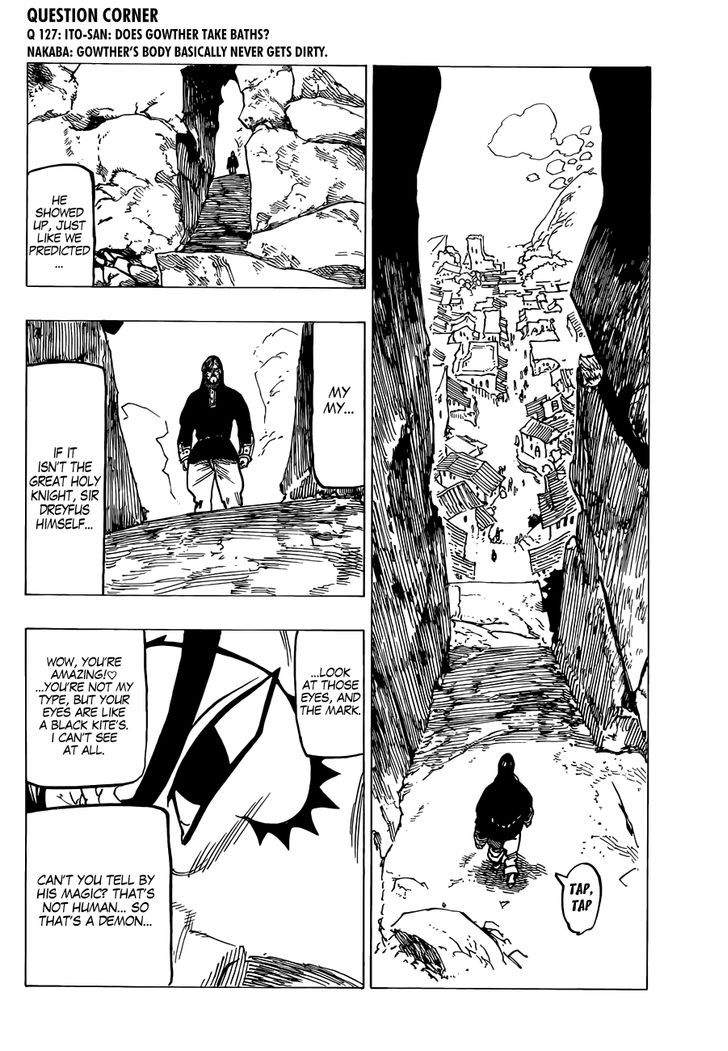 QUESTION CORNER
Q 127: ITO-SAN: DOES GOWTHER TAKE BATHS?
NAKABA: GOWTHER'S BODY BASICALLY NEVER GETS DIRTY.
TAP,
TAP
HE
SHOWED
UP, JUST
LIKE WE
PREDICTED
...
MY
MY...
IF IT
ISN'T THE
GREAT HOLY
KNIGHT, SIR
DREYFUS
HIMSELF...
...LOOK
AT THOSE
EYES, AND
THE MARK.
WOW, YOU'RE
AMAZING!♡
...YOU'RE NOT MY
TYPE, BUT YOUR
EYES ARE LIKE
A BLACK KITE'S.
I CAN'T SEE
AT ALL.
CAN'T YOU TELL BY
HIS MAGIC? THAT'S
NOT HUMAN... SO
THAT'S A DEMON...